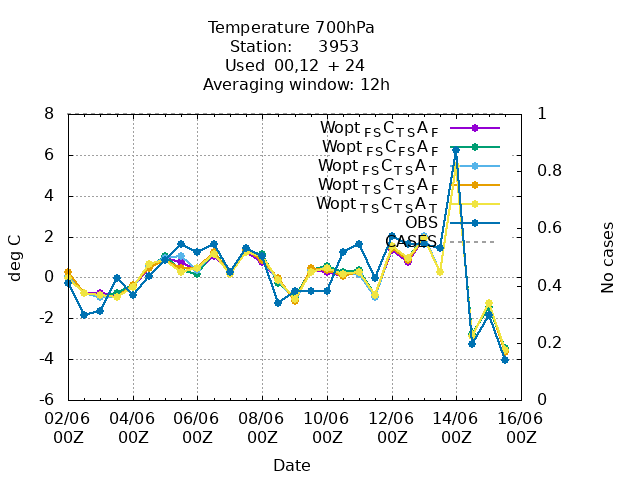 Temperature 700hPa
Station: 3953
Used 00,12 + 24
Averaging window: 12h
8 1
Wopt FS C TS A F
Wopt FS C FS A F
6
Wopt FS C TS A T
0.8
Wopt TS C TS A F
4
Wopt TS C TS A T
OBS
0.6
2
CASES
deg C
No cases
0
0.4
-2
0.2
-4
-6 0
02/06 04/06 06/06 08/06 10/06 12/06 14/06 16/06
00Z 00Z 00Z 00Z 00Z 00Z 00Z 00Z
Date